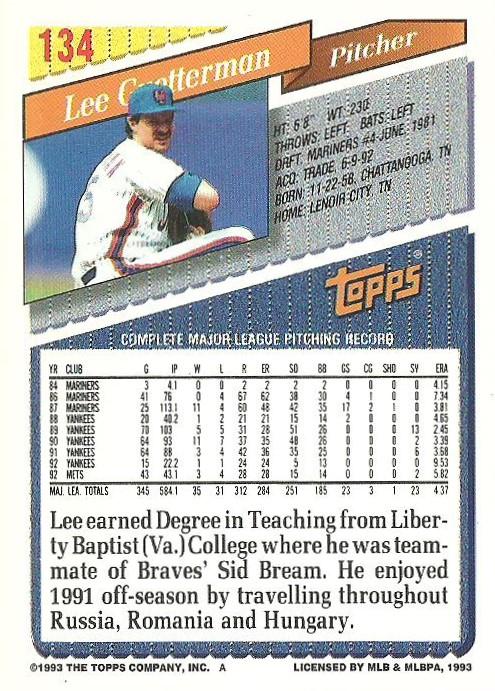 134
Pitcher
Lee Guetterman
HT: 6'8" WT: 230
THROWS: LEFT BATS: LEFT
DRFT: MARINERS #4-JUNE, 1981
ACQ: TRADE, 6-9-92
BORN: 11-22-58, CHATTANOOGA, TN
HOME: LENOIR CITY, TN
TOPPS®
COMPLETE MAJOR LEAGUE PITCHING RECORD
YR CLUB G IP W L R ER SO BB GS CG SHO SV ERA
84 MARINERS 3 4.1 0 0 2 2 2 2 0 0 0 0 4.15
86 MARINERS 41 76 0 4 67 62 38 30 4 1 0 0 7.34
87 MARINERS 25 113.1 11 4 60 48 42 35 17 2 1 0 3.81
88 YANKEES 20 40.2 1 2 21 21 15 14 2 0 0 0 4.65
89 YANKEES 70 103 5 5 31 28 51 26 0 0 0 13 2.45
90 YANKEES 64 93 11 7 37 35 48 26 0 0 0 2 3.39
91 YANKEES 64 88 3 4 42 36 35 25 0 0 0 6 3.68
92 YANKEES 15 22.2 1 1 24 24 5 13 0 0 0 0 9.53
92 METS 43 43.1 3 4 28 28 15 14 0 0 0 2 5.82
MAJ. LEA. TOTALS 345 584.1 35 31 312 284 251 185 23 3 1 23 4.37
Lee earned Degree in Teaching from Liber-
ty Baptist (Va.) College where he was team-
mate of Braves' Sid Bream. He enjoyed
1991 off-season by travelling throughout
Russia, Romania and Hungary.
©1993 THE TOPPS COMPANY, INC. A LICENSED BY MLB & MLBPA, 1993